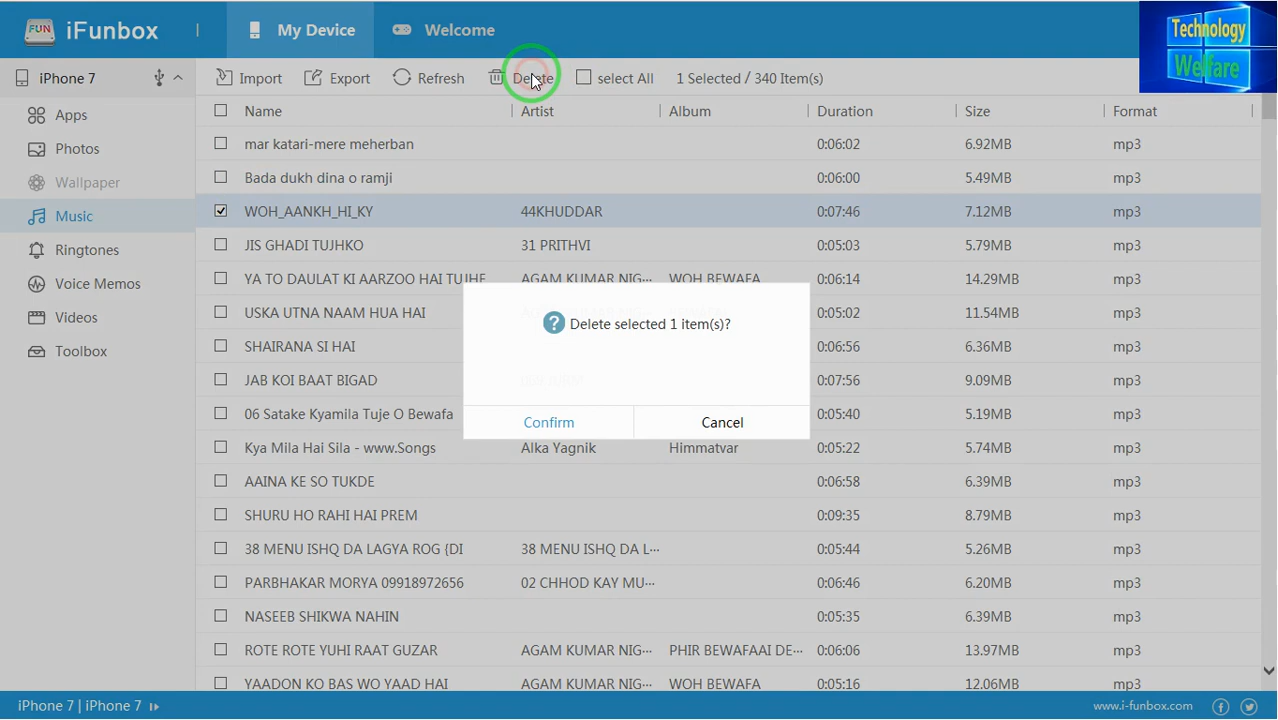 FUN iFunbox My Device Welcome Technology Welfare
iPhone 7 Import Export Refresh Delete select All 1 Selected / 340 Item(s)
Apps
Photos
Wallpaper
Music
Ringtones
Voice Memos
Videos
Toolbox
Name Artist Album Duration Size Format
mar katari-mere meherban 0:06:02 6.92MB mp3
Bada dukh dina o ramji 0:06:00 5.49MB mp3
WOH_AANKH_HI_KY 44KHUDDAR 0:07:46 7.12MB mp3
JIS GHADI TUJHKO 31 PRITHVI 0:05:03 5.79MB mp3
YA TO DAULAT KI AARZOO HAI TUJHE AGAM KUMAR NIG··· WOH BEWAFA 0:06:14 14.29MB mp3
USKA UTNA NAAM HUA HAI 0:05:02 11.54MB mp3
SHAIRANA SI HAI 0:06:56 6.36MB mp3
JAB KOI BAAT BIGAD 0:07:56 9.09MB mp3
06 Satake Kyamila Tuje O Bewafa 0:05:40 5.19MB mp3
Kya Mila Hai Sila - www.Songs Alka Yagnik Himmatvar 0:05:22 5.74MB mp3
AAINA KE SO TUKDE 0:06:58 6.39MB mp3
SHURU HO RAHI HAI PREM 0:09:35 8.79MB mp3
38 MENU ISHQ DA LAGYA ROG {DI 38 MENU ISHQ DA L··· 0:05:44 5.26MB mp3
PARBHAKAR MORYA 09918972656 02 CHHOD KAY MU··· 0:06:46 6.20MB mp3
NASEEB SHIKWA NAHIN 0:05:35 6.39MB mp3
ROTE ROTE YUHI RAAT GUZAR AGAM KUMAR NIG··· PHIR BEWAFAAI DE··· 0:06:06 13.97MB mp3
YAADON KO BAS WO YAAD HAI AGAM KUMAR NIG··· WOH BEWAFA 0:05:16 12.06MB mp3
Delete selected 1 item(s)?
Confirm Cancel
iPhone 7 | iPhone 7 www.i-funbox.com